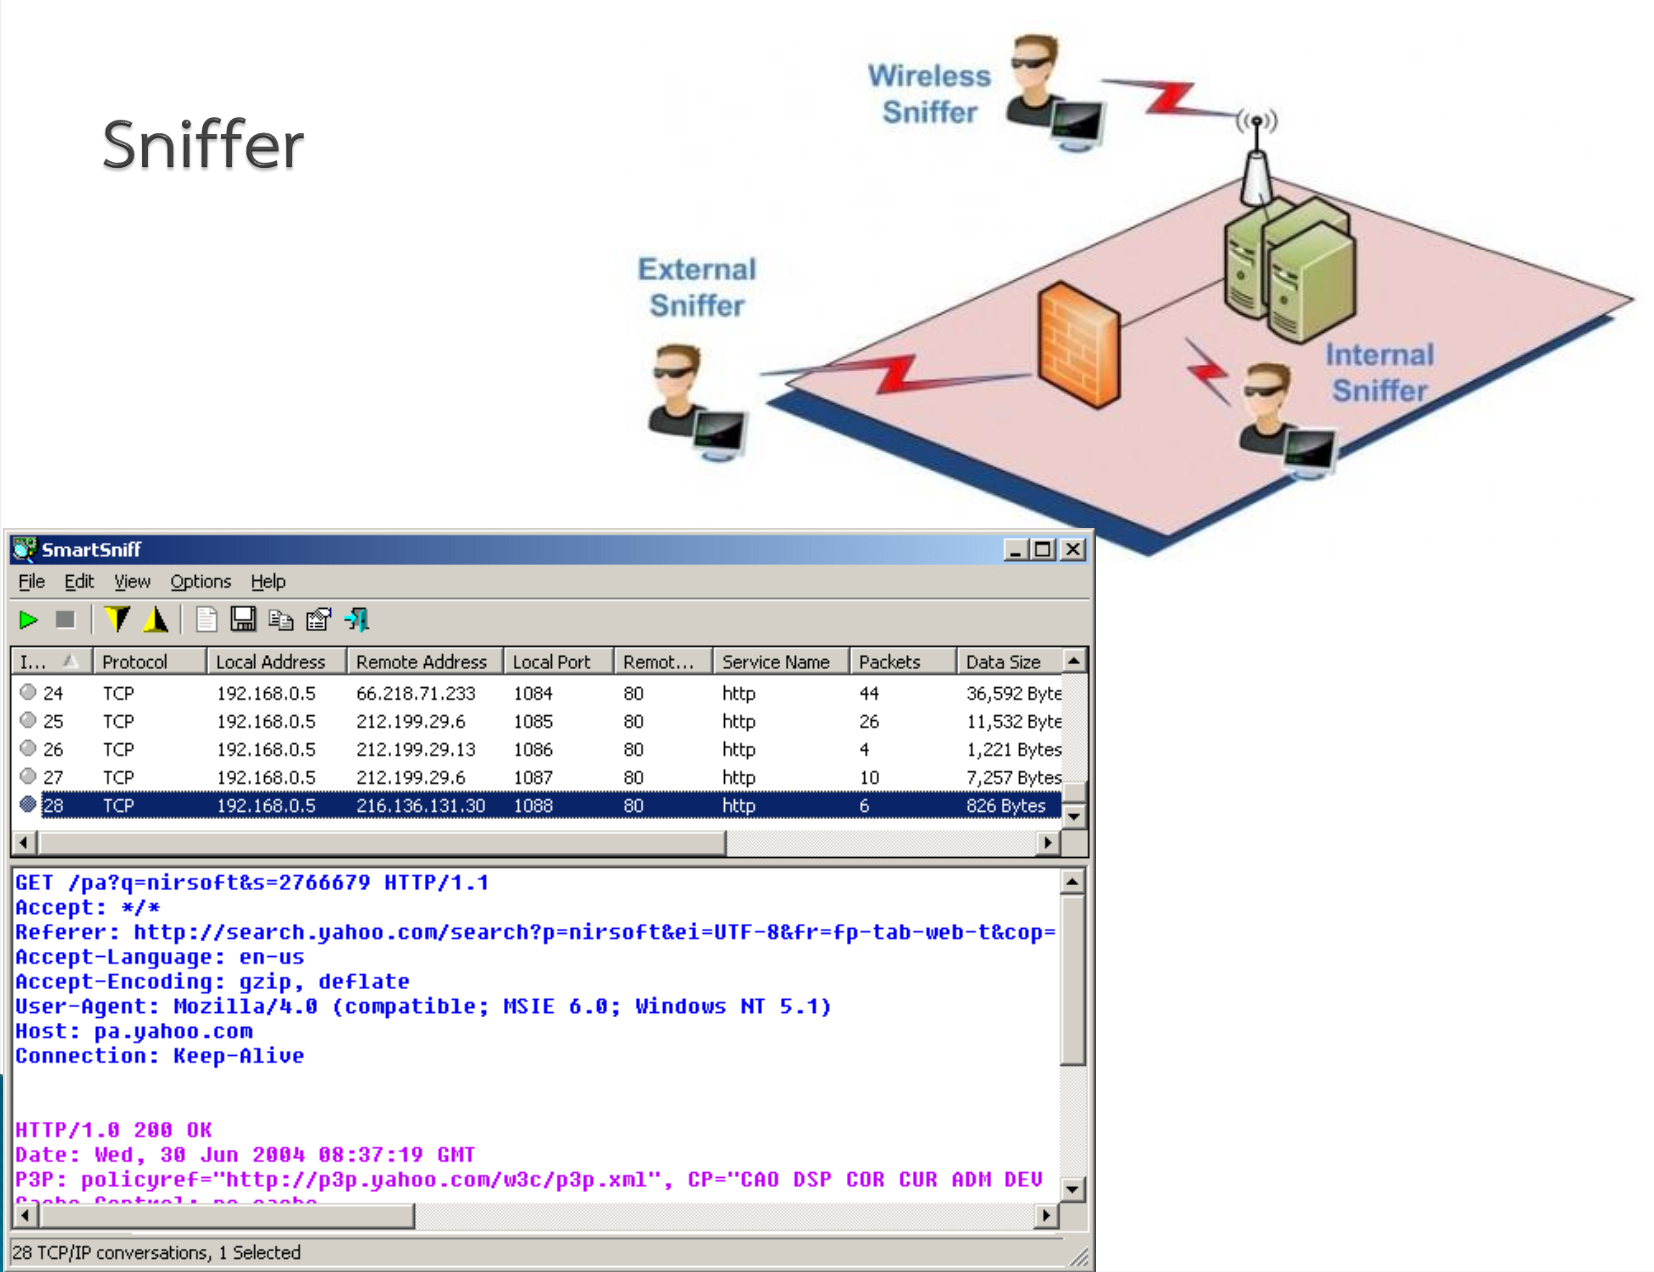 Sniffer
Wireless
Sniffer
External
Sniffer
Internal
Sniffer
SmartSniff
File Edit View Options Help
I... Protocol Local Address Remote Address Local Port Remot... Service Name Packets Data Size
24 TCP 192.168.0.5 66.218.71.233 1084 80 http 44 36,592 Byte
25 TCP 192.168.0.5 212.199.29.6 1085 80 http 26 11,532 Byte
26 TCP 192.168.0.5 212.199.29.13 1086 80 http 4 1,221 Bytes
27 TCP 192.168.0.5 212.199.29.6 1087 80 http 10 7,257 Bytes
28 TCP 192.168.0.5 216.136.131.30 1088 80 http 6 826 Bytes
GET /pa?q=nirsoft&s=2766679 HTTP/1.1
Accept: */*
Referer: http://search.yahoo.com/search?p=nirsoft&ei=UTF-8&fr=fp-tab-web-t&cop=
Accept-Language: en-us
Accept-Encoding: gzip, deflate
User-Agent: Mozilla/4.0 (compatible; MSIE 6.0; Windows NT 5.1)
Host: pa.yahoo.com
Connection: Keep-Alive
HTTP/1.0 200 OK
Date: Wed, 30 Jun 2004 08:37:19 GMT
P3P: policyref="http://p3p.yahoo.com/w3c/p3p.xml", CP="CAO DSP COR CUR ADM DEV
Cache-Control: no-cache
28 TCP/IP conversations, 1 Selected